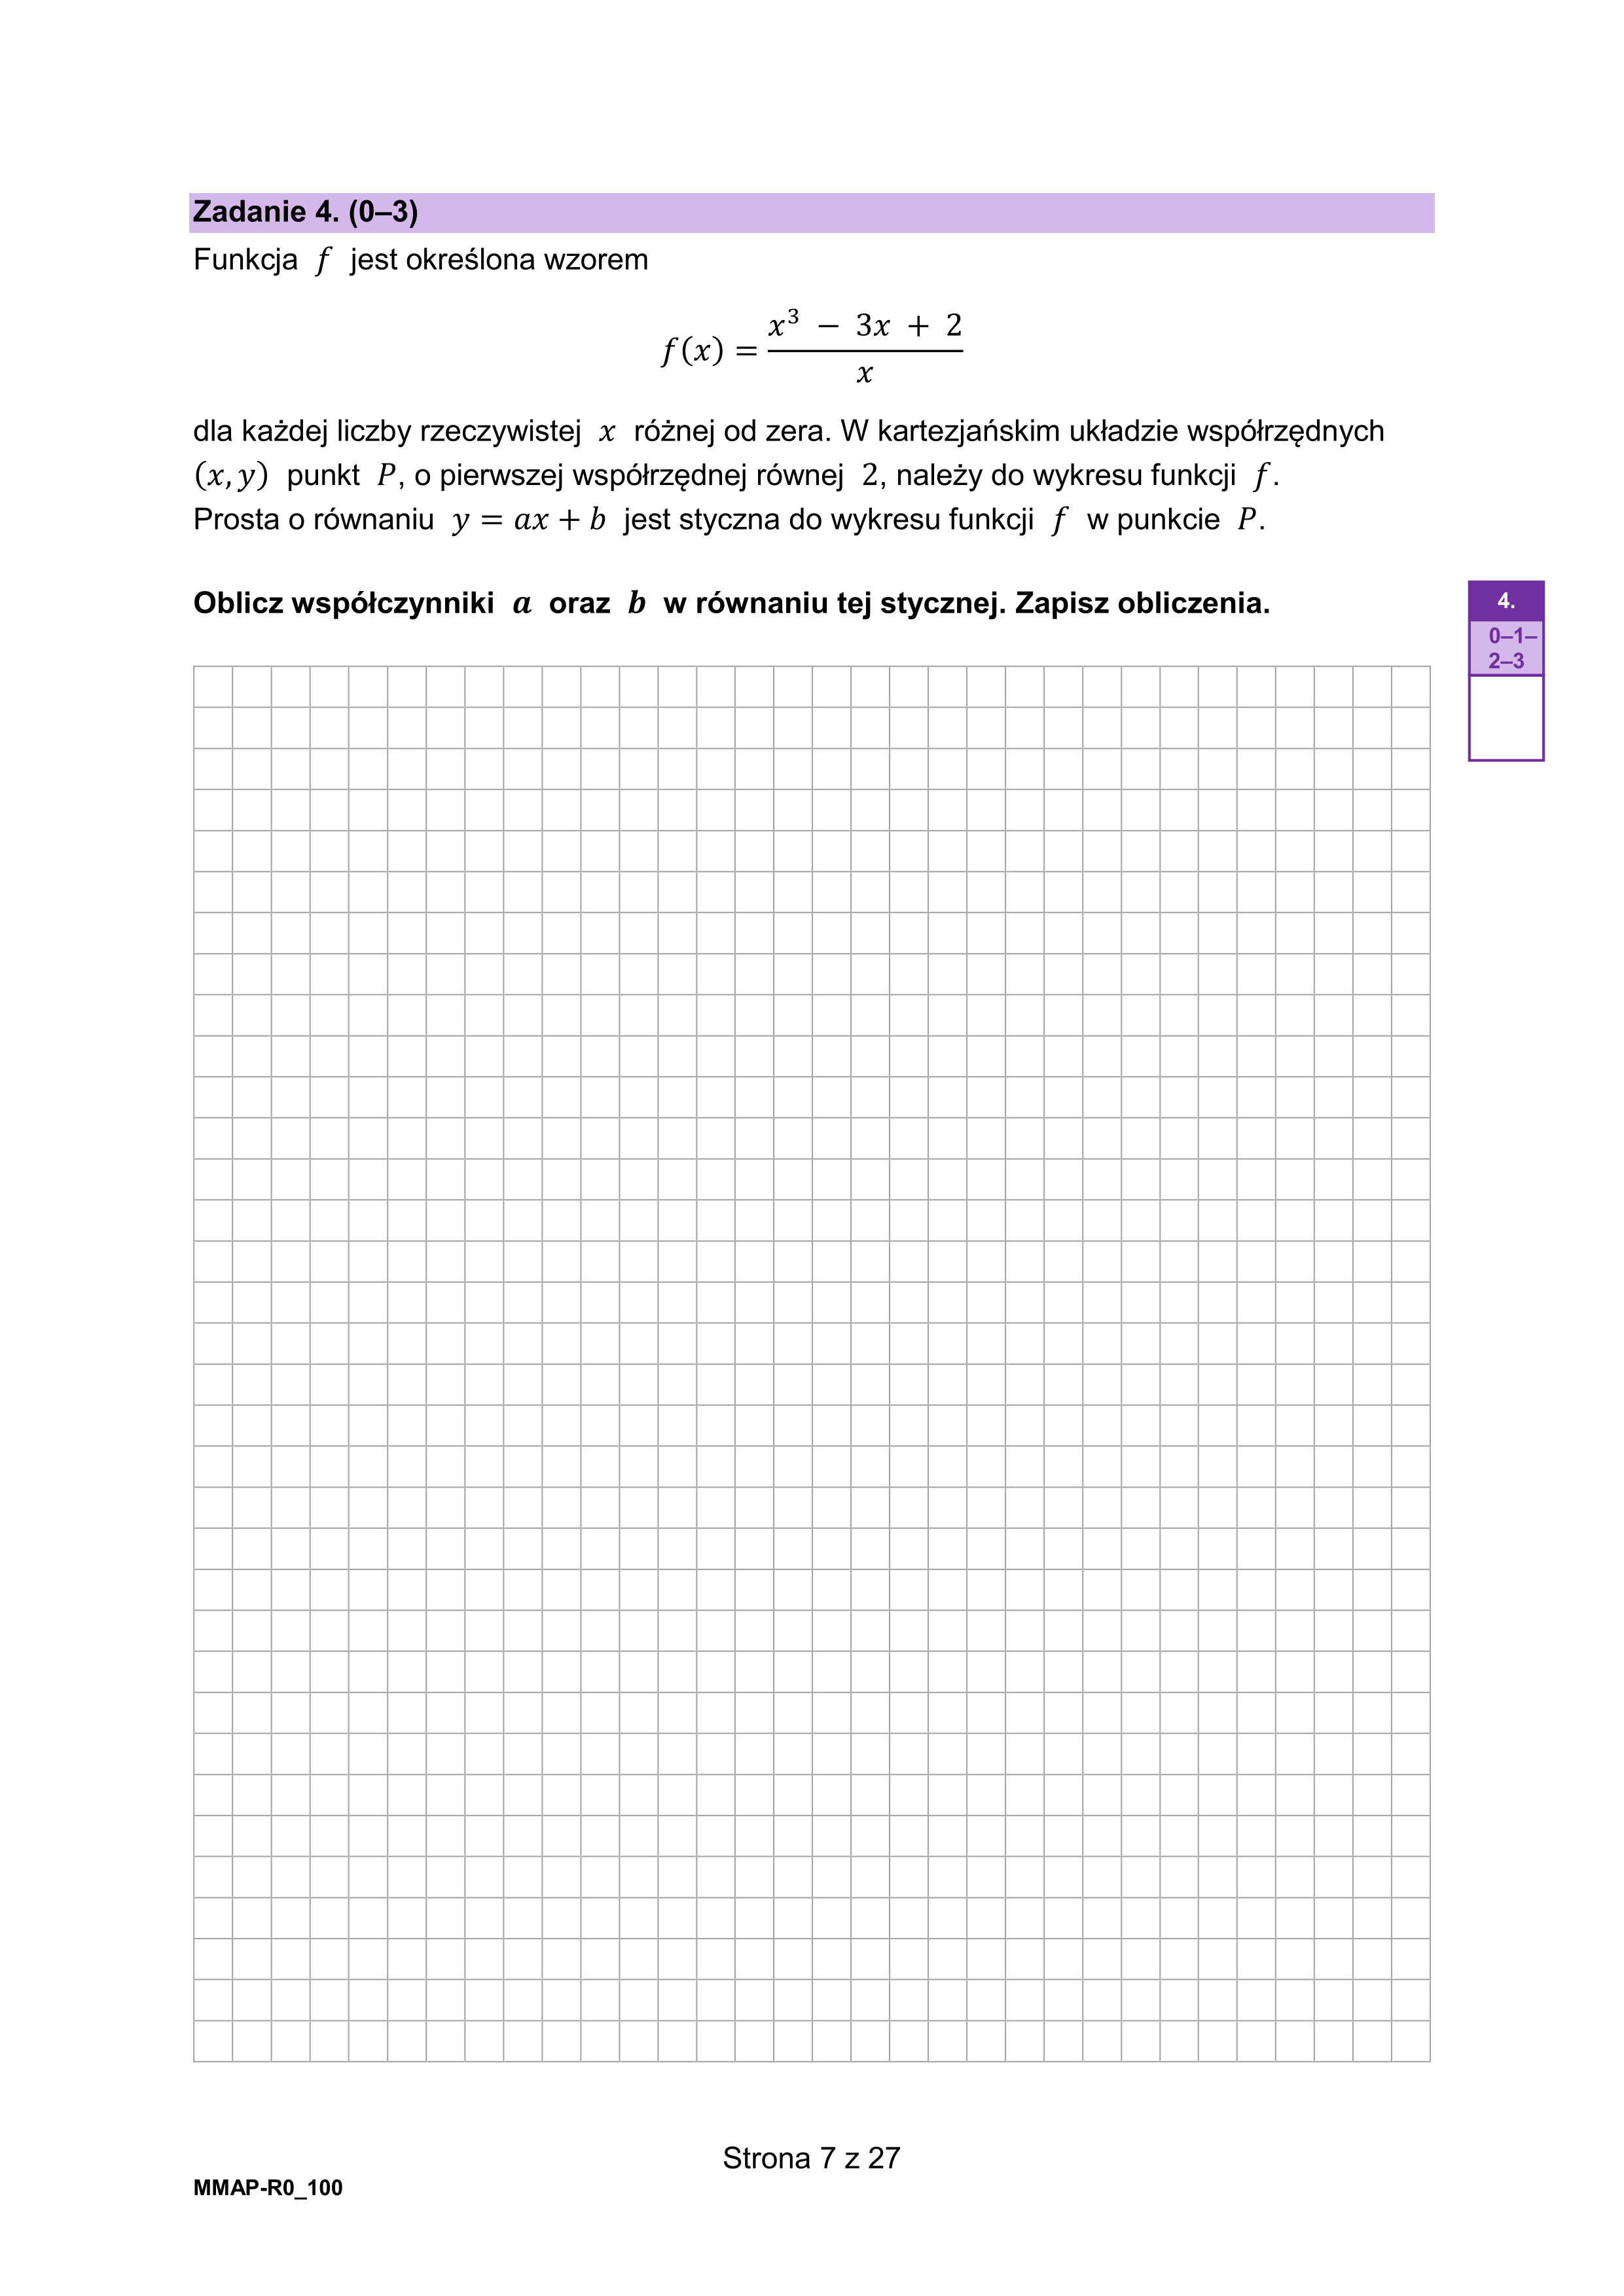 Zadanie 4. (0–3)
Funkcja f jest określona wzorem
f(x) = \frac{x^3 − 3x + 2}{x}
dla każdej liczby rzeczywistej x różnej od zera. W kartezjańskim układzie współrzędnych
(x, y) punkt P, o pierwszej współrzędnej równej 2, należy do wykresu funkcji f.
Prosta o równaniu y = ax + b jest styczna do wykresu funkcji f w punkcie P.
Oblicz współczynniki a oraz b w równaniu tej stycznej. Zapisz obliczenia.
4.
0–1–
2–3
Strona 7 z 27
MMAP-R0_100